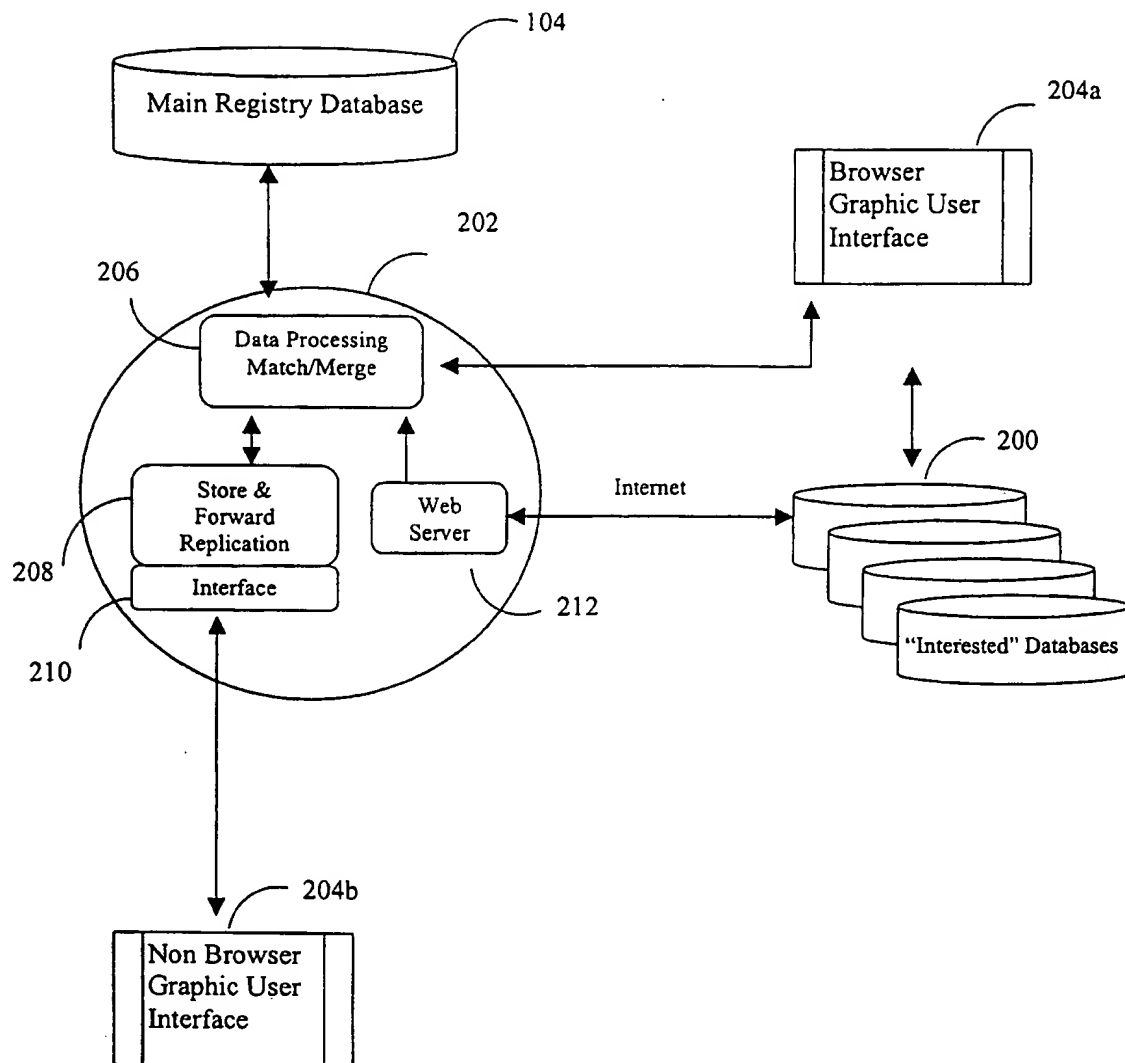 104
Main Registry Database
204a
Browser
Graphic User
Interface
202
206
Data Processing
Match/Merge
200
Store &
Forward
Replication
Internet
Web
Server
208
Interface
212
"Interested" Databases
210
204b
Non Browser
Graphic User
Interface